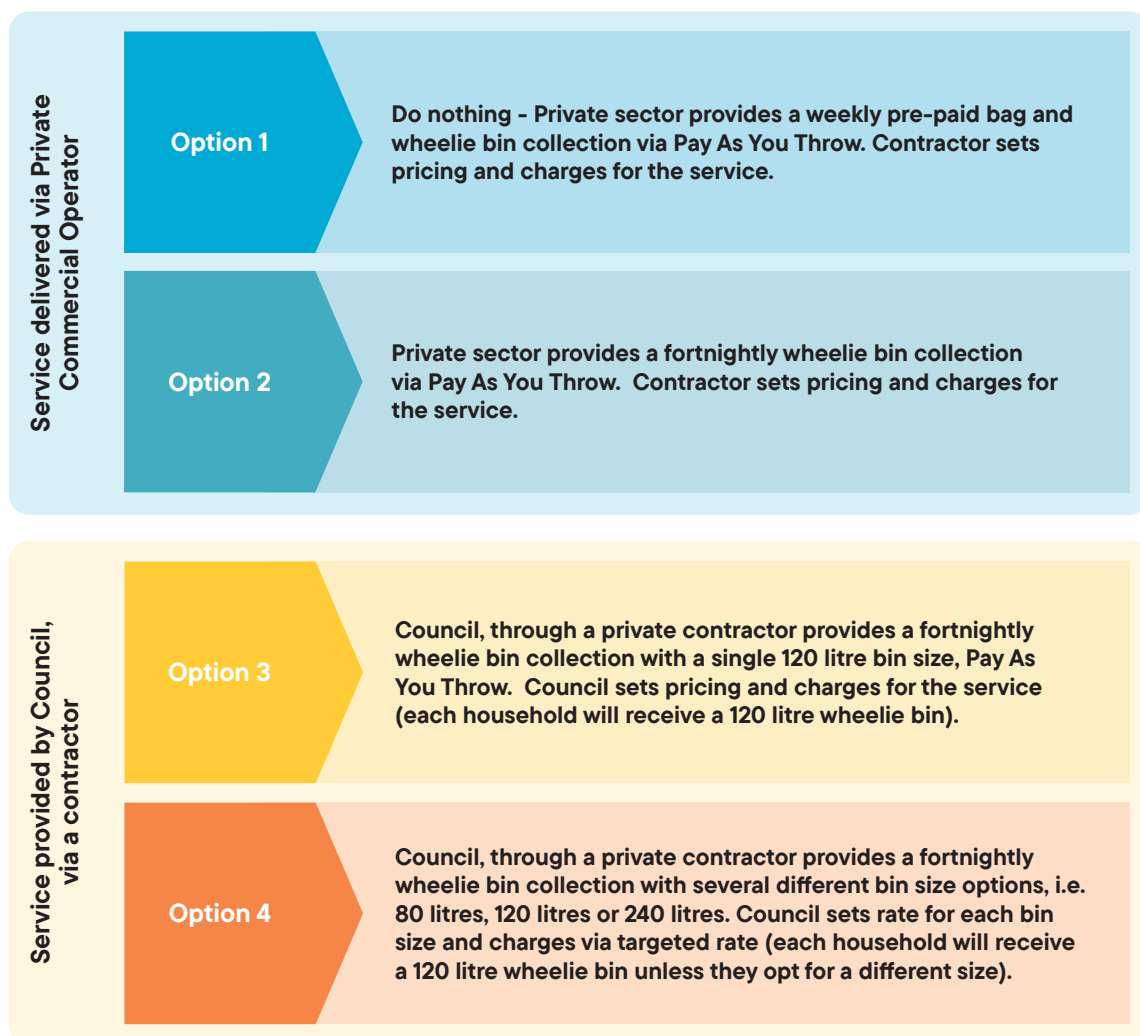 Service delivered via Private
Commercial Operator
Option 1
Do nothing - Private sector provides a weekly pre-paid bag and
wheelie bin collection via Pay As You Throw. Contractor sets
pricing and charges for the service.
Option 2
Private sector provides a fortnightly wheelie bin collection
via Pay As You Throw.  Contractor sets pricing and charges for
the service.
Service provided by Council,
via a contractor
Option 3
Council, through a private contractor provides a fortnightly
wheelie bin collection with a single 120 litre bin size, Pay As
You Throw.  Council sets pricing and charges for the service
(each household will receive a 120 litre wheelie bin).
Option 4
Council, through a private contractor provides a fortnightly
wheelie bin collection with several different bin size options, i.e.
80 litres, 120 litres or 240 litres. Council sets rate for each bin
size and charges via targeted rate (each household will receive
a 120 litre wheelie bin unless they opt for a different size).